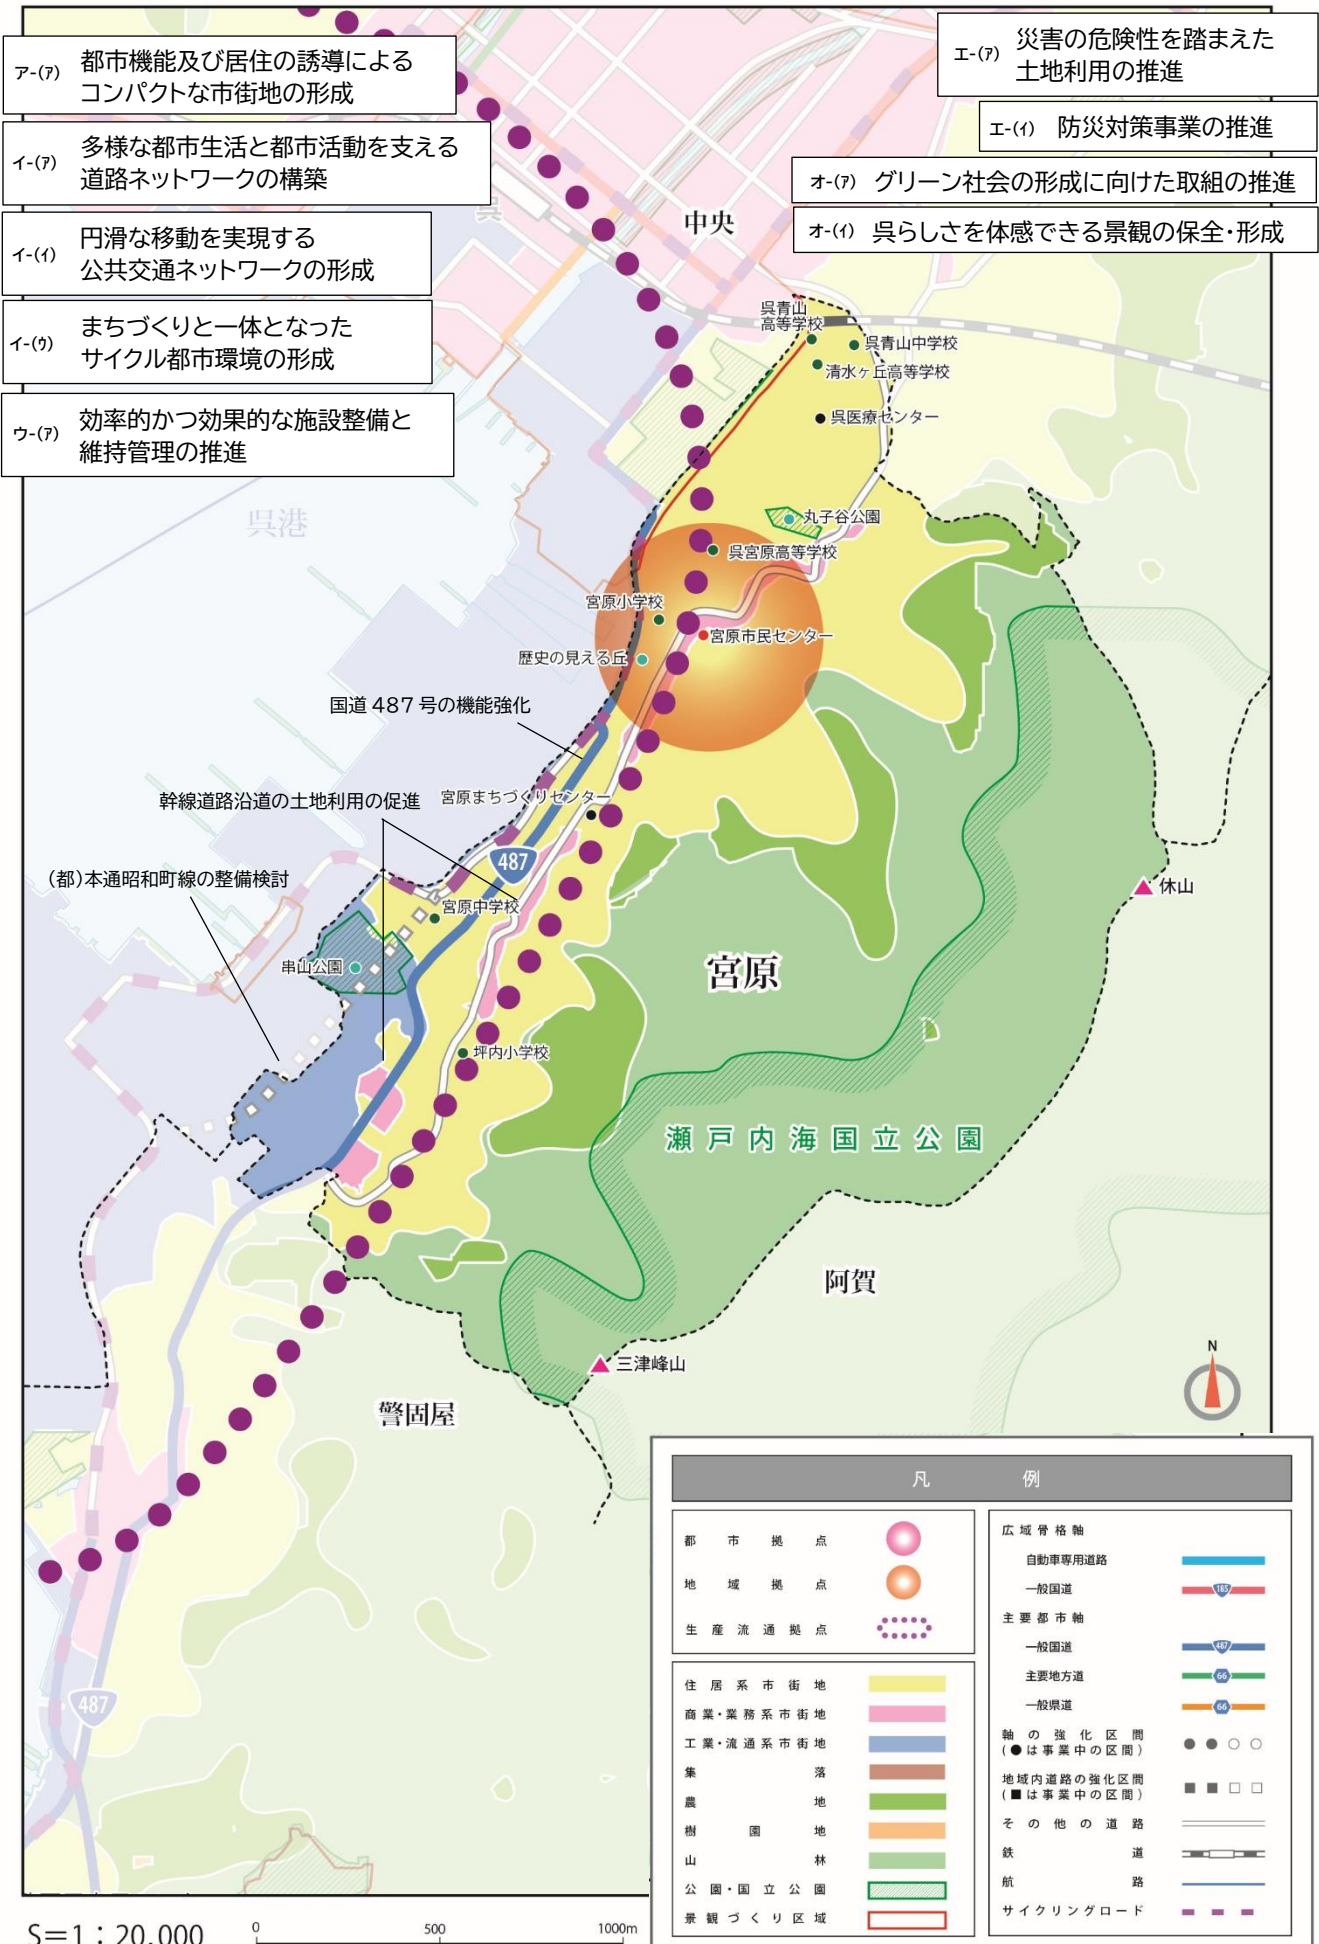 ア-(ア) 都市機能及び居住の誘導による
コンパクトな市街地の形成
イ-(ア) 多様な都市生活と都市活動を支える
道路ネットワークの構築
イ-(イ) 円滑な移動を実現する
公共交通ネットワークの形成
イ-(ウ) まちづくりと一体となった
サイクル都市環境の形成
ウ-(ア) 効率的かつ効果的な施設整備と
維持管理の推進
エ-(ア) 災害の危険性を踏まえた
土地利用の推進
エ-(イ) 防災対策事業の推進
オ-(ア) グリーン社会の形成に向けた取組の推進
オ-(イ) 呉らしさを体感できる景観の保全・形成
呉
中央
呉青山
高等学校
呉青山中学校
清水ヶ丘高等学校
呉医療センター
呉港
丸子谷公園
呉宮原高等学校
宮原小学校
宮原市民センター
歴史の見える丘
国道487号の機能強化
幹線道路沿道の土地利用の促進
宮原まちづくりセンター
487
(都)本通昭和町線の整備検討
宮原中学校
休山
串山公園
宮原
坪内小学校
瀬戸内海国立公園
阿賀
三津峰山
警固屋
N
487
凡例
都市拠点
地域拠点
生産流通拠点
住居系市街地
商業・業務系市街地
工業・流通系市街地
集落
農地
樹園地
山林
公園・国立公園
景観づくり区域
広域骨格軸
自動車専用道路
一般国道 185
主要都市軸
一般国道 487
主要地方道 66
一般県道 66
軸の強化区間
(●は事業中の区間)
地域内道路の強化区間
(■は事業中の区間)
その他の道路
鉄道
航路
サイクリングロード
S=1:20,000
0 500 1000m